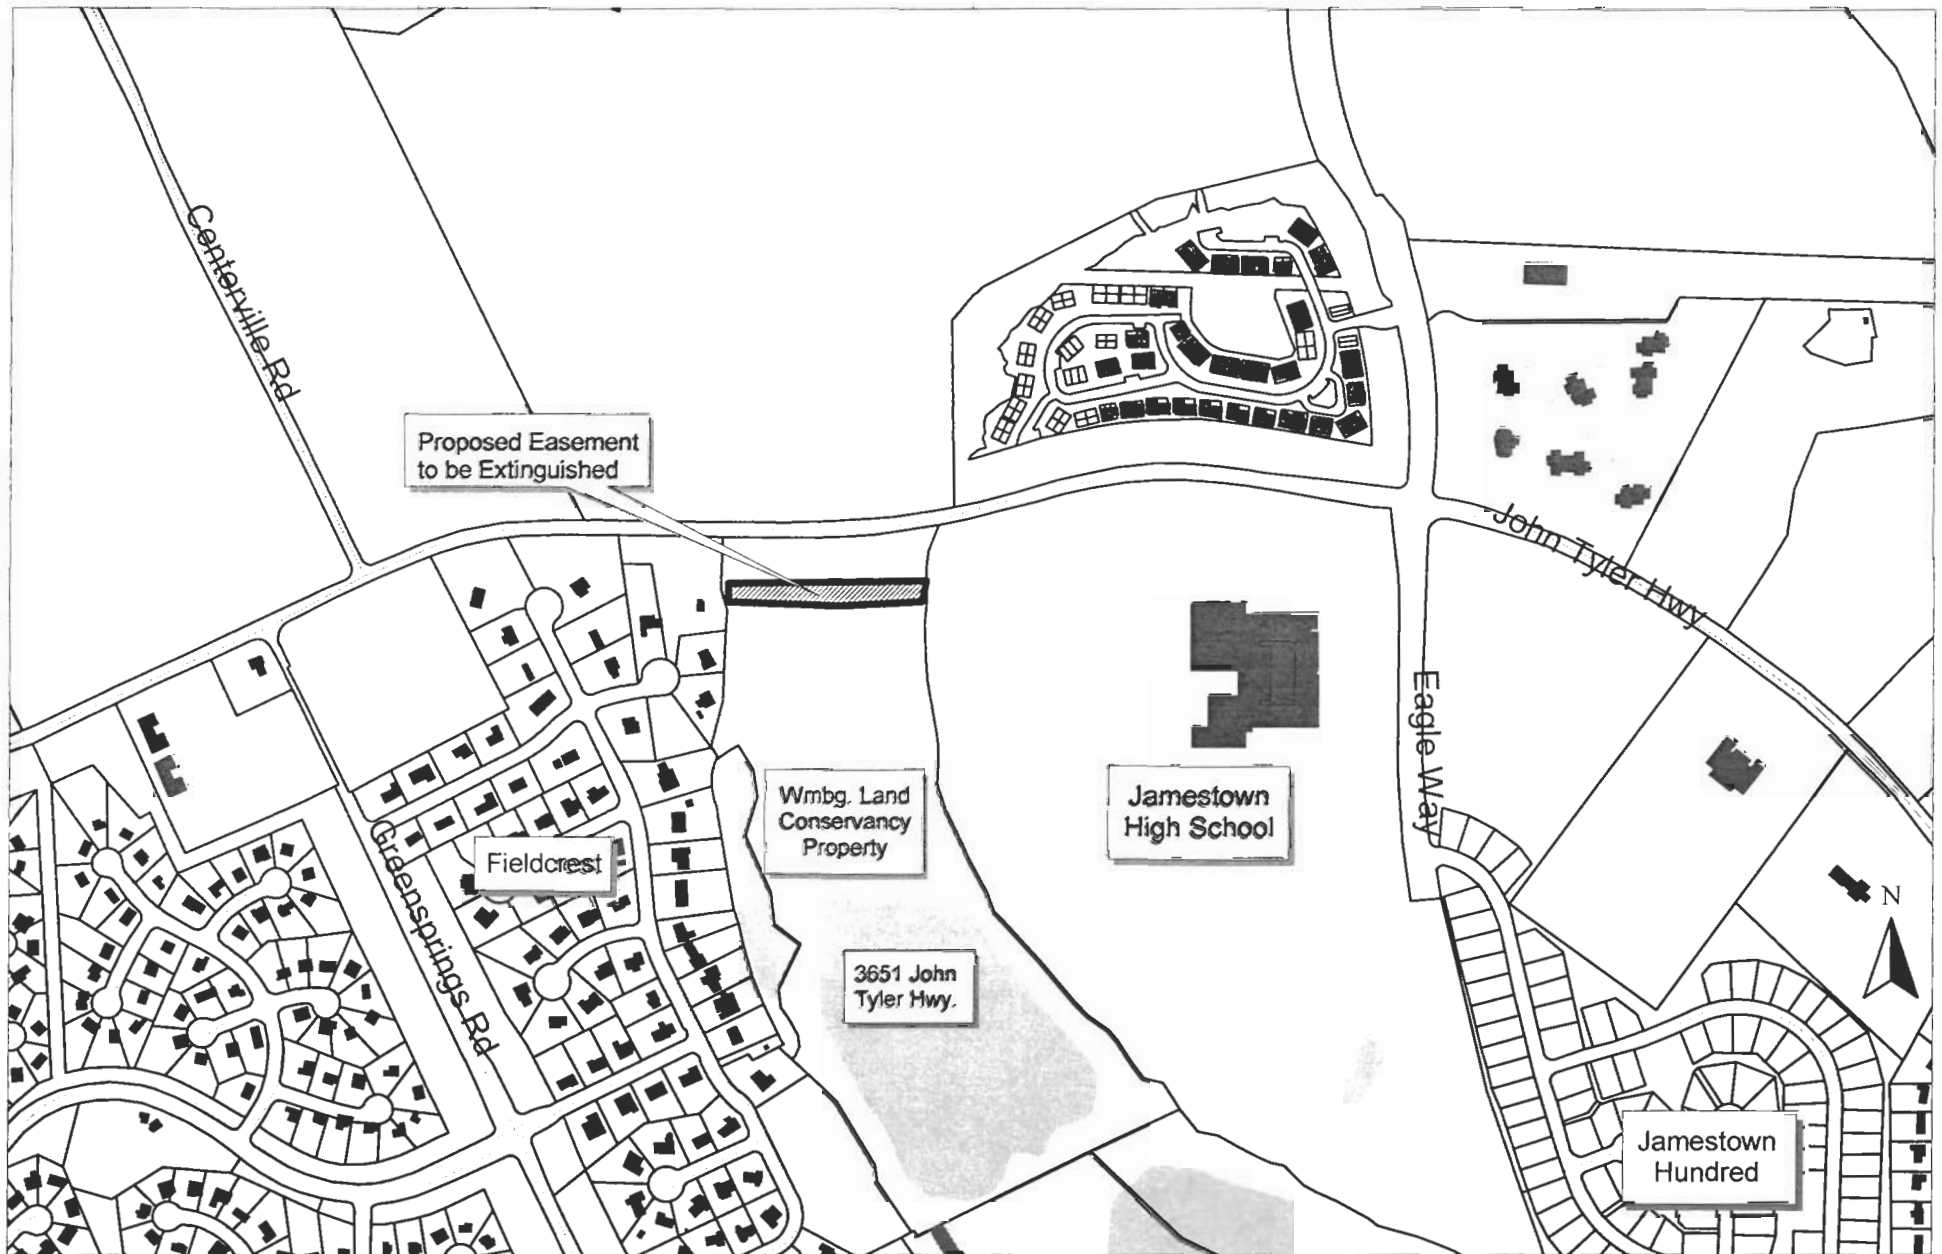 Centerville Rd
Proposed Easement
to be Extinguished
John Tyler Hwy
Eagle Way
Wmbg. Land
Conservancy
Property
Jamestown
High School
Fieldcrest
Greensprings Rd
3651 John
Tyler Hwy.
N
Jamestown
Hundred